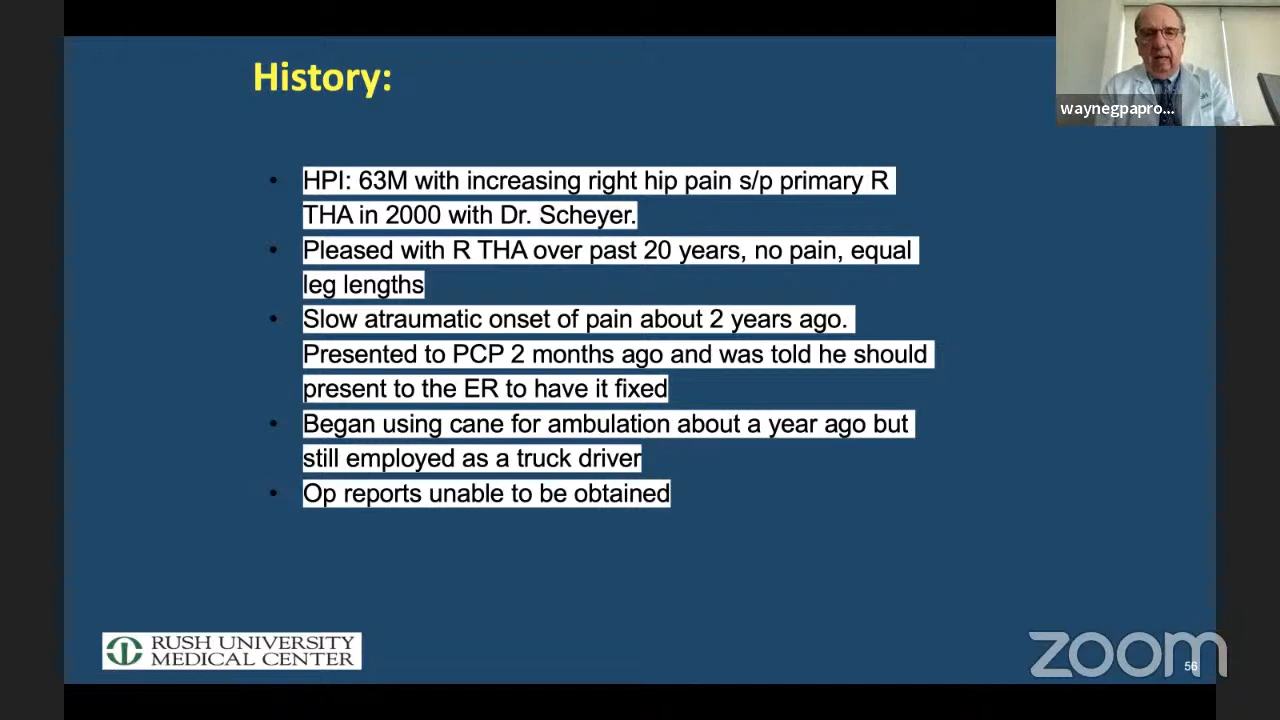 History:
waynegpapro...
• HPI: 63M with increasing right hip pain s/p primary R
THA in 2000 with Dr. Scheyer.
• Pleased with R THA over past 20 years, no pain, equal
leg lengths
• Slow atraumatic onset of pain about 2 years ago.
Presented to PCP 2 months ago and was told he should
present to the ER to have it fixed
• Began using cane for ambulation about a year ago but
still employed as a truck driver
• Op reports unable to be obtained
RUSH UNIVERSITY
MEDICAL CENTER
zoom
56